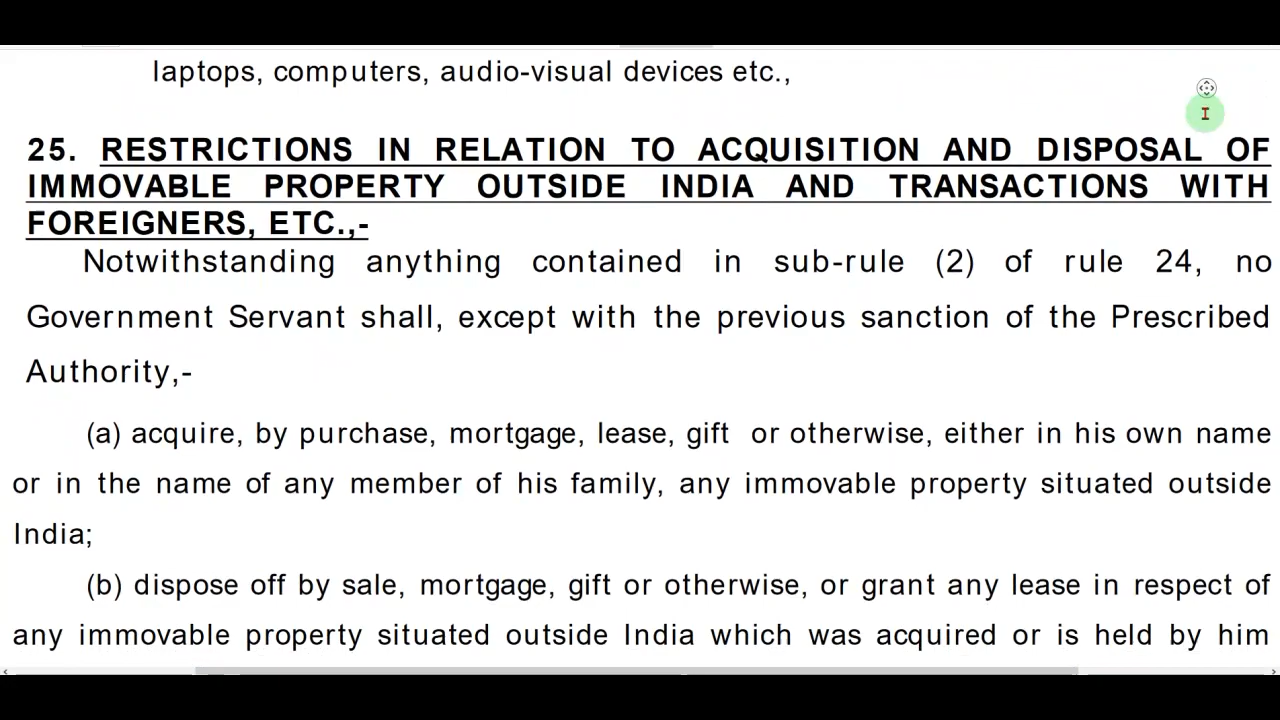 laptops, computers, audio-visual devices etc.,
25. RESTRICTIONS IN RELATION TO ACQUISITION AND DISPOSAL OF
IMMOVABLE PROPERTY OUTSIDE INDIA AND TRANSACTIONS WITH
FOREIGNERS, ETC.,-
Notwithstanding anything contained in sub-rule (2) of rule 24, no
Government Servant shall, except with the previous sanction of the Prescribed
Authority,-
(a) acquire, by purchase, mortgage, lease, gift or otherwise, either in his own name
or in the name of any member of his family, any immovable property situated outside
India;
(b) dispose off by sale, mortgage, gift or otherwise, or grant any lease in respect of
any immovable property situated outside India which was acquired or is held by him